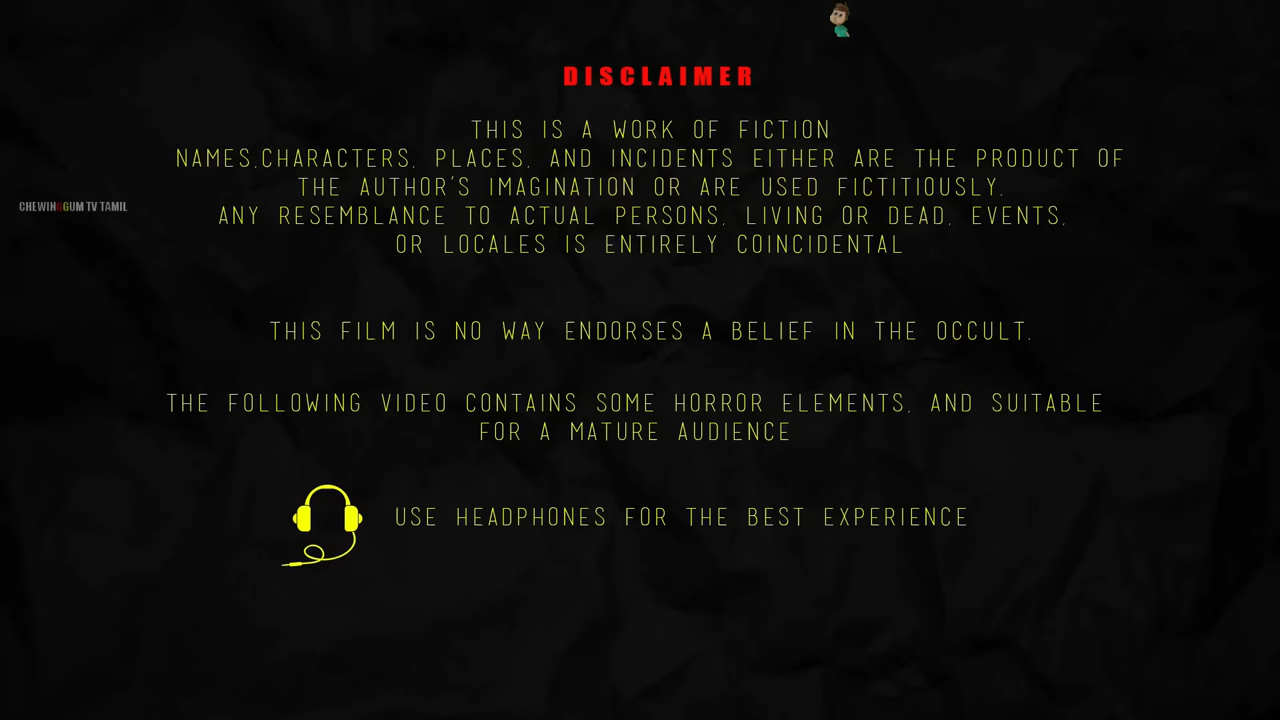 DISCLAIMER
THIS IS A WORK OF FICTION
NAMES,CHARACTERS, PLACES, AND INCIDENTS EITHER ARE THE PRODUCT OF
THE AUTHOR'S IMAGINATION OR ARE USED FICTITIOUSLY.
CHEWINGGUM TV TAMIL
ANY RESEMBLANCE TO ACTUAL PERSONS, LIVING OR DEAD, EVENTS,
OR LOCALES IS ENTIRELY COINCIDENTAL
THIS FILM IS NO WAY ENDORSES A BELIEF IN THE OCCULT.
THE FOLLOWING VIDEO CONTAINS SOME HORROR ELEMENTS, AND SUITABLE
FOR A MATURE AUDIENCE
USE HEADPHONES FOR THE BEST EXPERIENCE